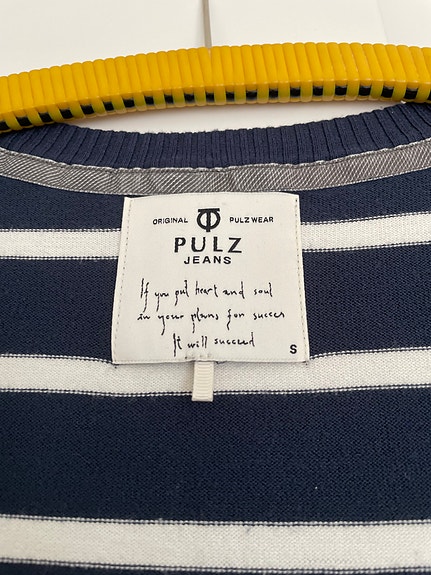 ORIGINAL PULZWEAR
PULZ
JEANS
If you put heart and soul
in your plans for succes
It will succeed
S